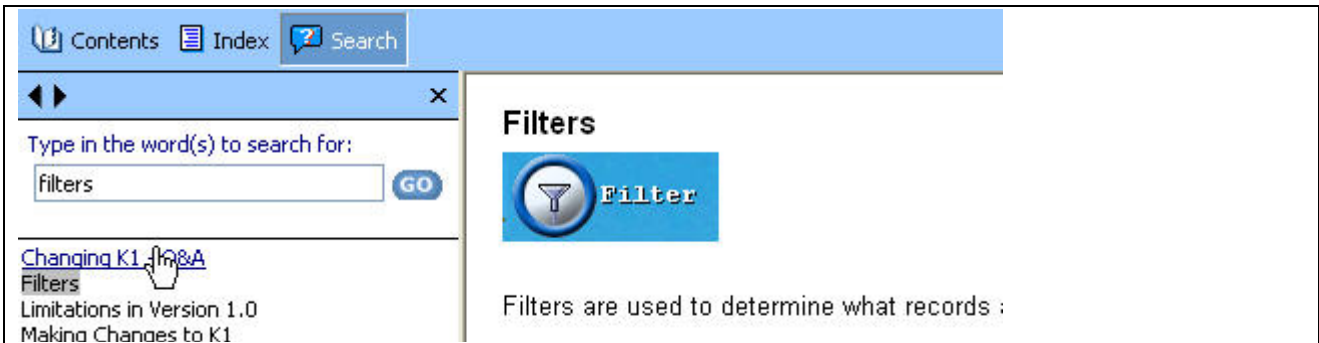 Contents Index Search
Type in the word(s) to search for:
filters GO
Changing K1 Q&A
Filters
Limitations in Version 1.0
Making Changes to K1
Filters
Filter
Filters are used to determine what records